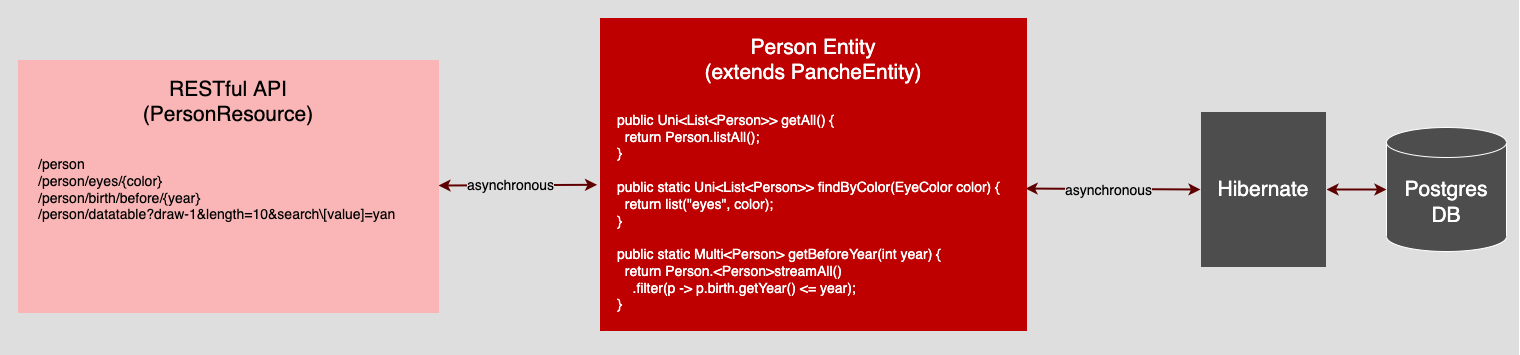 RESTful API
(PersonResource)
/person
/person/eyes/{color}
/person/birth/before/{year}
/person/datatable?draw-1&length=10&search\[value]=yan
asynchronous
Person Entity
(extends PancheEntity)
public Uni<List<Person>> getAll() {
return Person.listAll();
}
public static Uni<List<Person>> findByColor(EyeColor color) {
return list("eyes", color);
}
public static Multi<Person> getBeforeYear(int year) {
return Person.<Person>streamAll()
.filter(p -> p.birth.getYear() <= year);
}
asynchronous
Hibernate
Postgres
DB